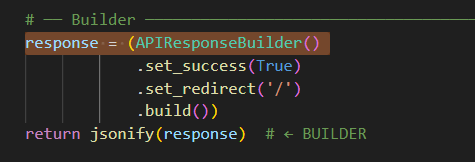 # — Builder ————————————————————
response = (APIResponseBuilder()
.set_success(True)
.set_redirect('/')
.build())
return jsonify(response)  # ← BUILDER